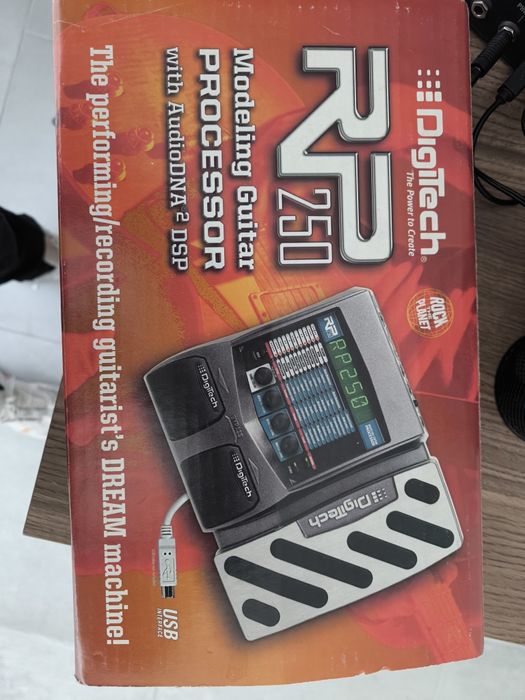 DigiTech®
The Power to Create
RP
250
Modeling Guitar
PROCESSOR
with AudioDNA2 DSP
The performing/recording guitarist's DREAM machine!
ROCK
THE
PLANET
RP
RP250
DigiTech
DigiTech
DigiTech
USB
INTERFACE